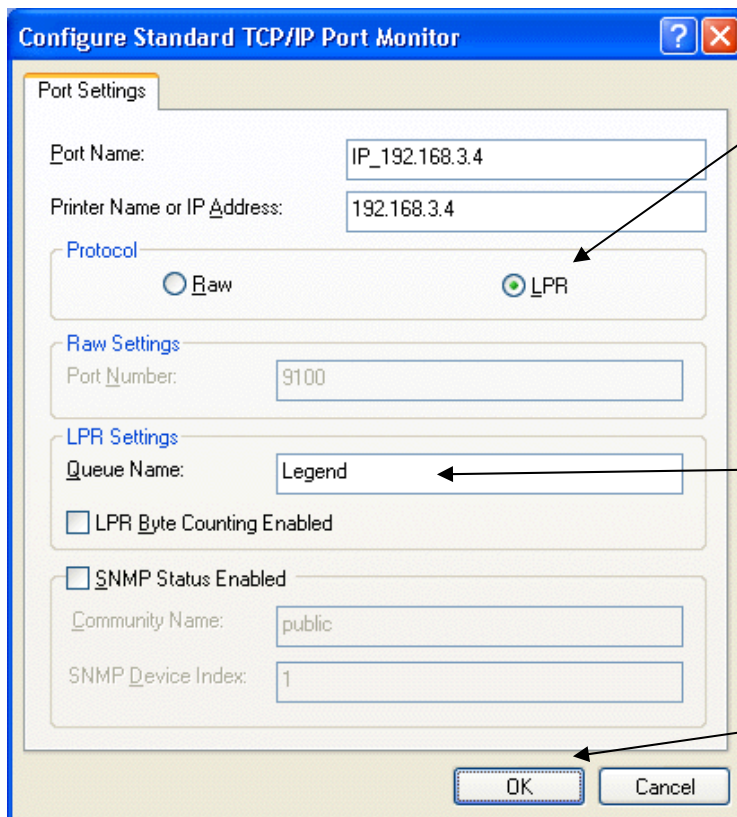 Configure Standard TCP/IP Port Monitor
Port Settings
Port Name: IP_192.168.3.4
Printer Name or IP Address: 192.168.3.4
Protocol
Raw LPR
Raw Settings
Port Number: 9100
LPR Settings
Queue Name: Legend
LPR Byte Counting Enabled
SNMP Status Enabled
Community Name: public
SNMP Device Index: 1
OK Cancel